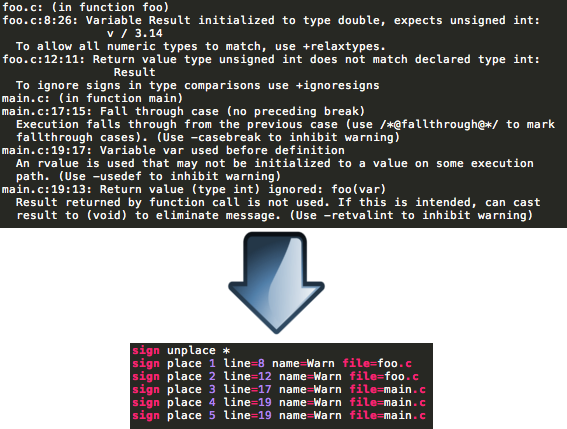 foo.c: (in function foo)
foo.c:8:26: Variable Result initialized to type double, expects unsigned int:
v / 3.14
To allow all numeric types to match, use +relaxtypes.
foo.c:12:11: Return value type unsigned int does not match declared type int:
Result
To ignore signs in type comparisons use +ignoresigns
main.c: (in function main)
main.c:17:15: Fall through case (no preceding break)
Execution falls through from the previous case (use /*@fallthrough@*/ to mark
fallthrough cases). (Use -casebreak to inhibit warning)
main.c:19:17: Variable var used before definition
An rvalue is used that may not be initialized to a value on some execution
path. (Use -usedef to inhibit warning)
main.c:19:13: Return value (type int) ignored: foo(var)
Result returned by function call is not used. If this is intended, can cast
result to (void) to eliminate message. (Use -retvalint to inhibit warning)
sign unplace *
sign place 1 line=8 name=Warn file=foo.c
sign place 2 line=12 name=Warn file=foo.c
sign place 3 line=17 name=Warn file=main.c
sign place 4 line=19 name=Warn file=main.c
sign place 5 line=19 name=Warn file=main.c